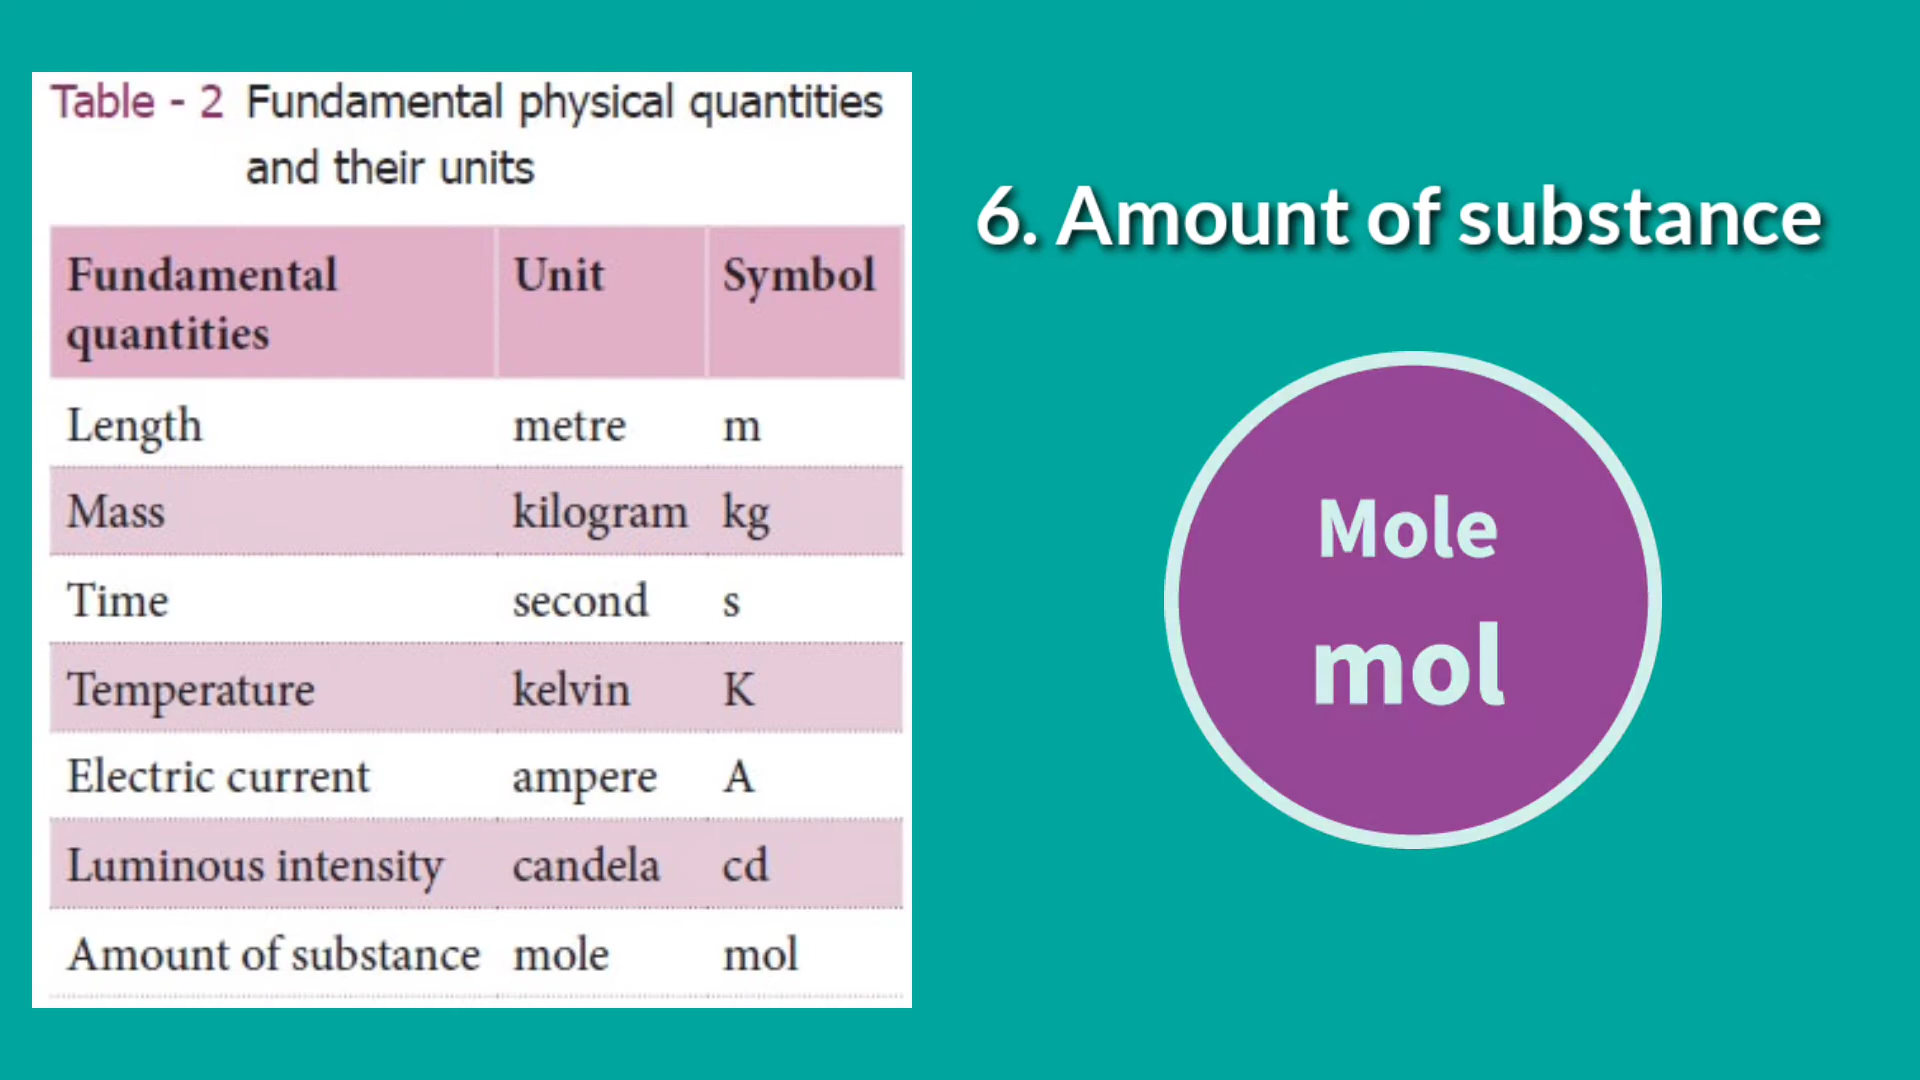 Table - 2 Fundamental physical quantities
and their units
Fundamental quantities Unit Symbol
Length metre m
Mass kilogram kg
Time second s
Temperature kelvin K
Electric current ampere A
Luminous intensity candela cd
Amount of substance mole mol
6. Amount of substance
Mole
mol